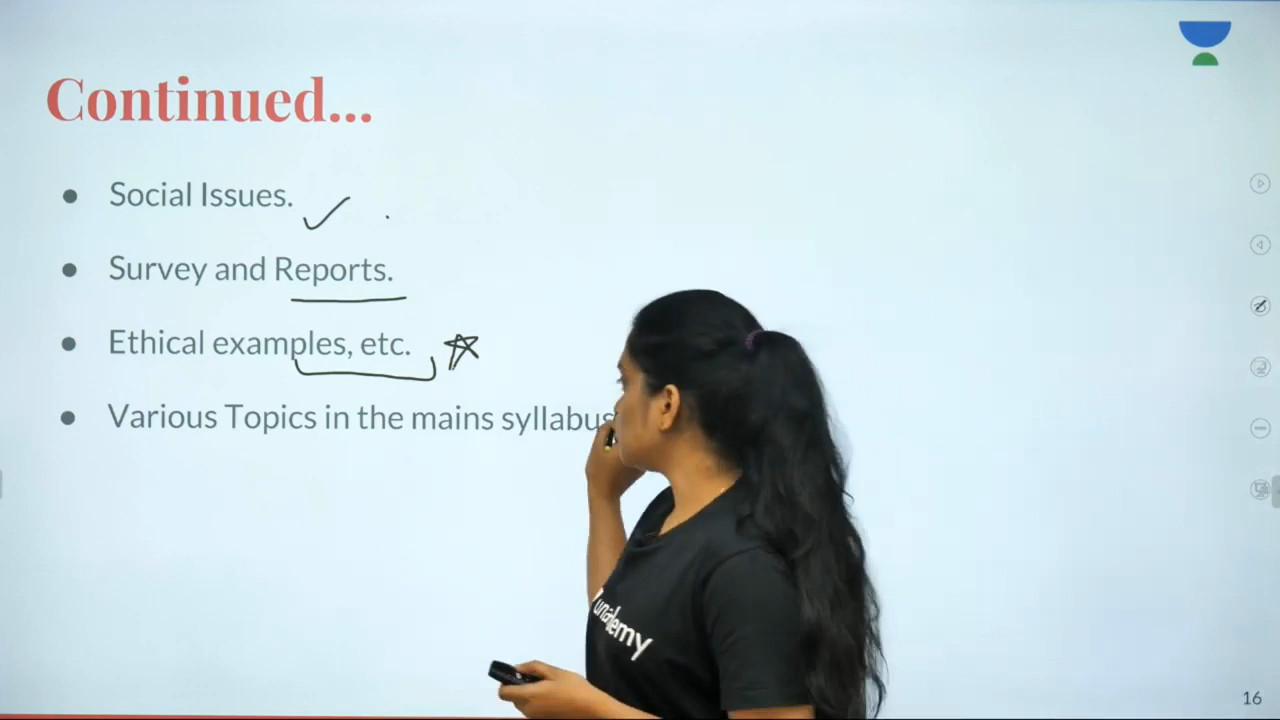 Continued...
Social Issues.
Survey and Reports.
Ethical examples, etc.
Various Topics in the mains syllabus
unacademy
16